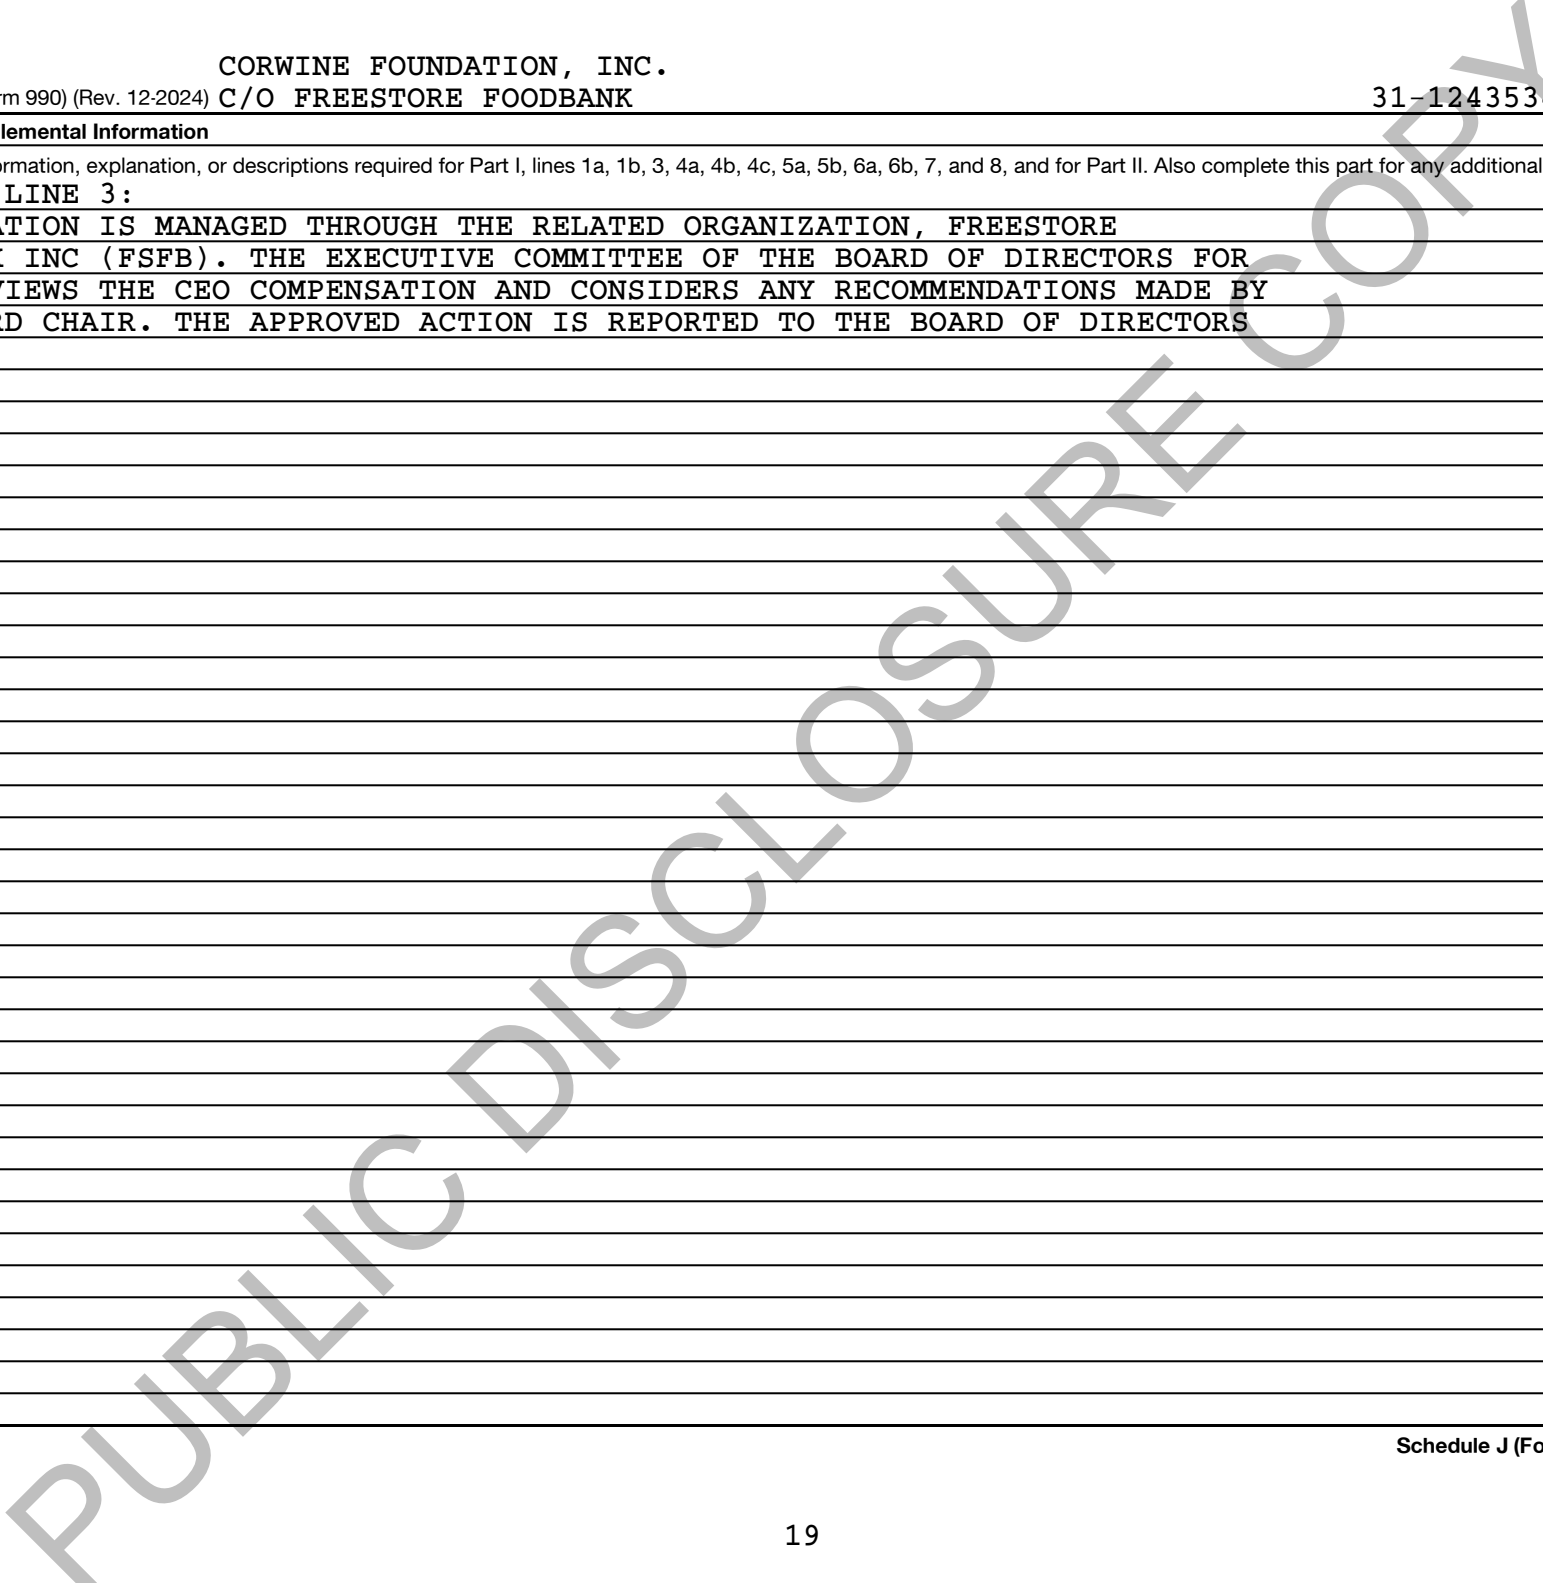 CORWINE FOUNDATION, INC.
rm 990) (Rev. 12-2024) C/O FREESTORE FOODBANK 31-124353
lemental Information
ormation, explanation, or descriptions required for Part I, lines 1a, 1b, 3, 4a, 4b, 4c, 5a, 5b, 6a, 6b, 7, and 8, and for Part II. Also complete this part for any additional
LINE 3:
ATION IS MANAGED THROUGH THE RELATED ORGANIZATION, FREESTORE
INC (FSFB). THE EXECUTIVE COMMITTEE OF THE BOARD OF DIRECTORS FOR
VIEWS THE CEO COMPENSATION AND CONSIDERS ANY RECOMMENDATIONS MADE BY
RD CHAIR. THE APPROVED ACTION IS REPORTED TO THE BOARD OF DIRECTORS
PUBLIC DISCLOSURE COPY
Schedule J (Fo
19